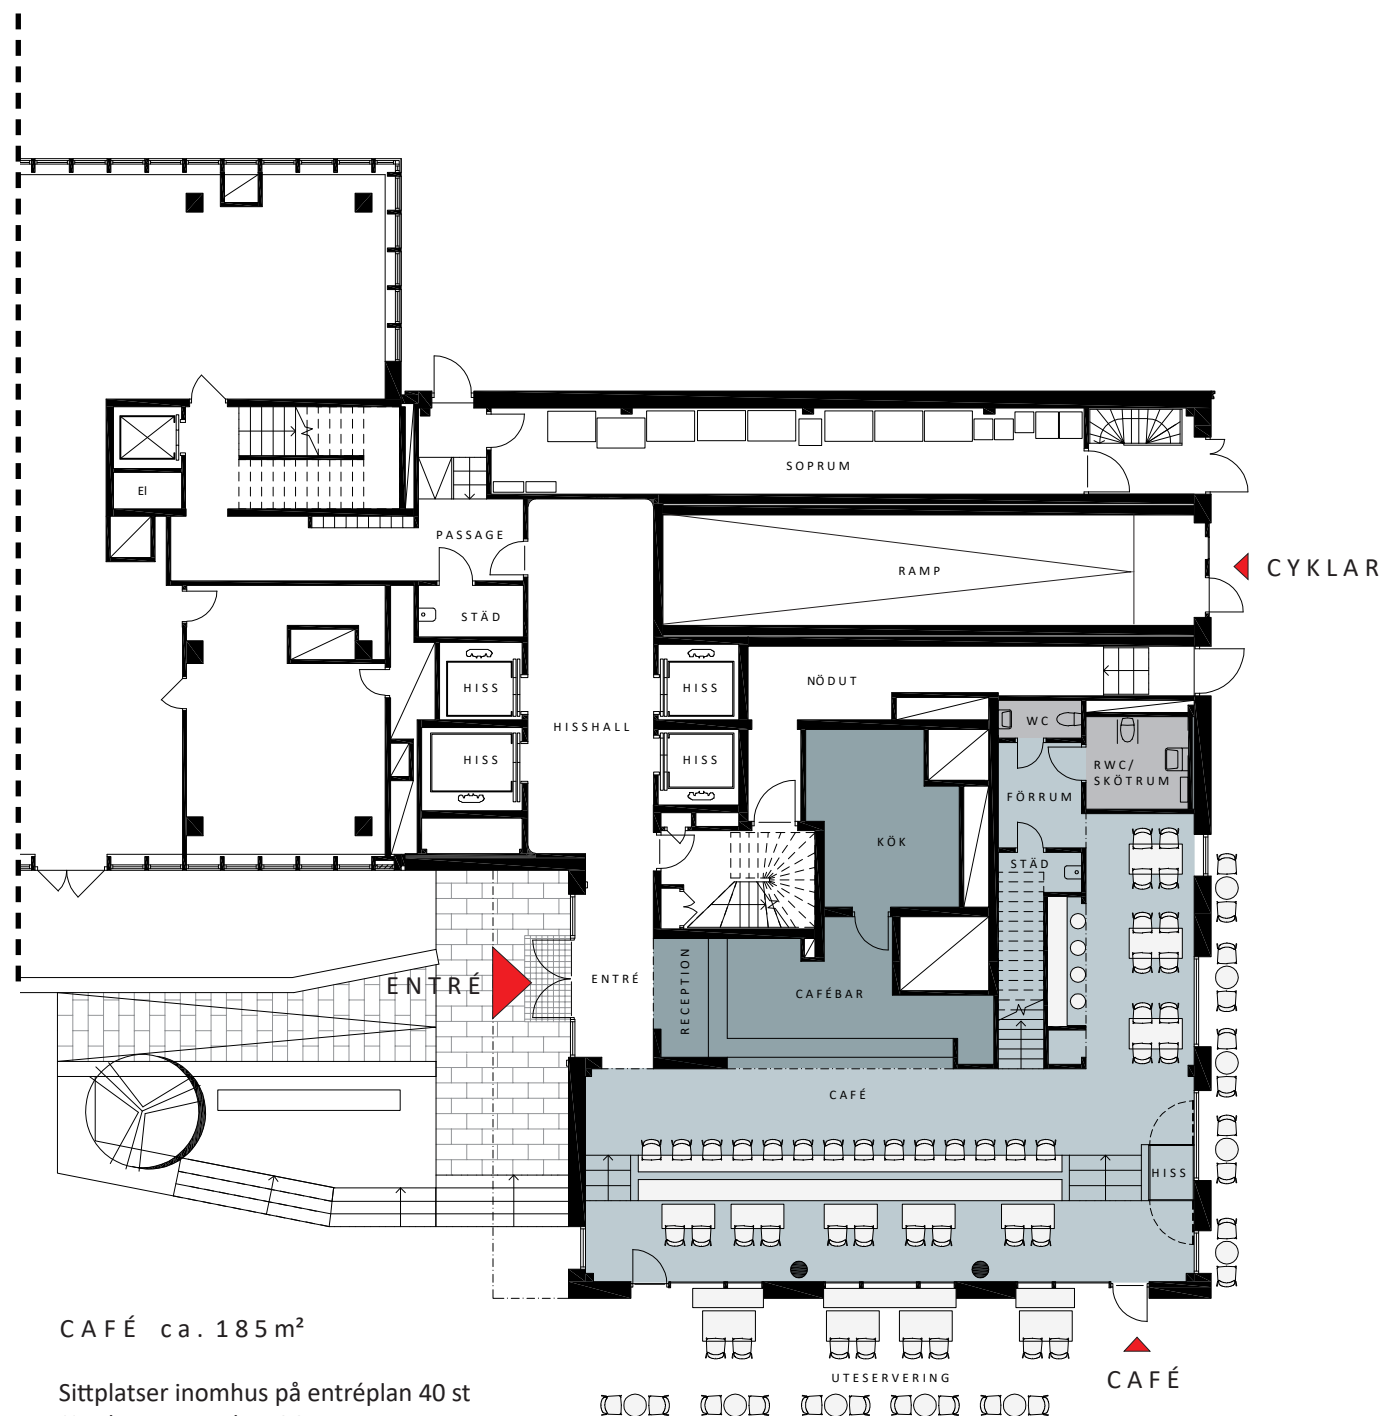 SOPRUM
El
PASSAGE
RAMP
CYKLAR
STÄD
HISS
HISS
NÖDUT
HISSHALL
WC
HISS
HISS
RWC/
SKÖTRUM
FÖRRUM
KÖK
STÄD
RECEPTION
ENTRÉ
ENTRÉ
CAFÉBAR
CAFÉ
HISS
CAFÉ ca. 185m²
UTESERVERING
CAFÉ
Sittplatser inomhus på entréplan 40 st